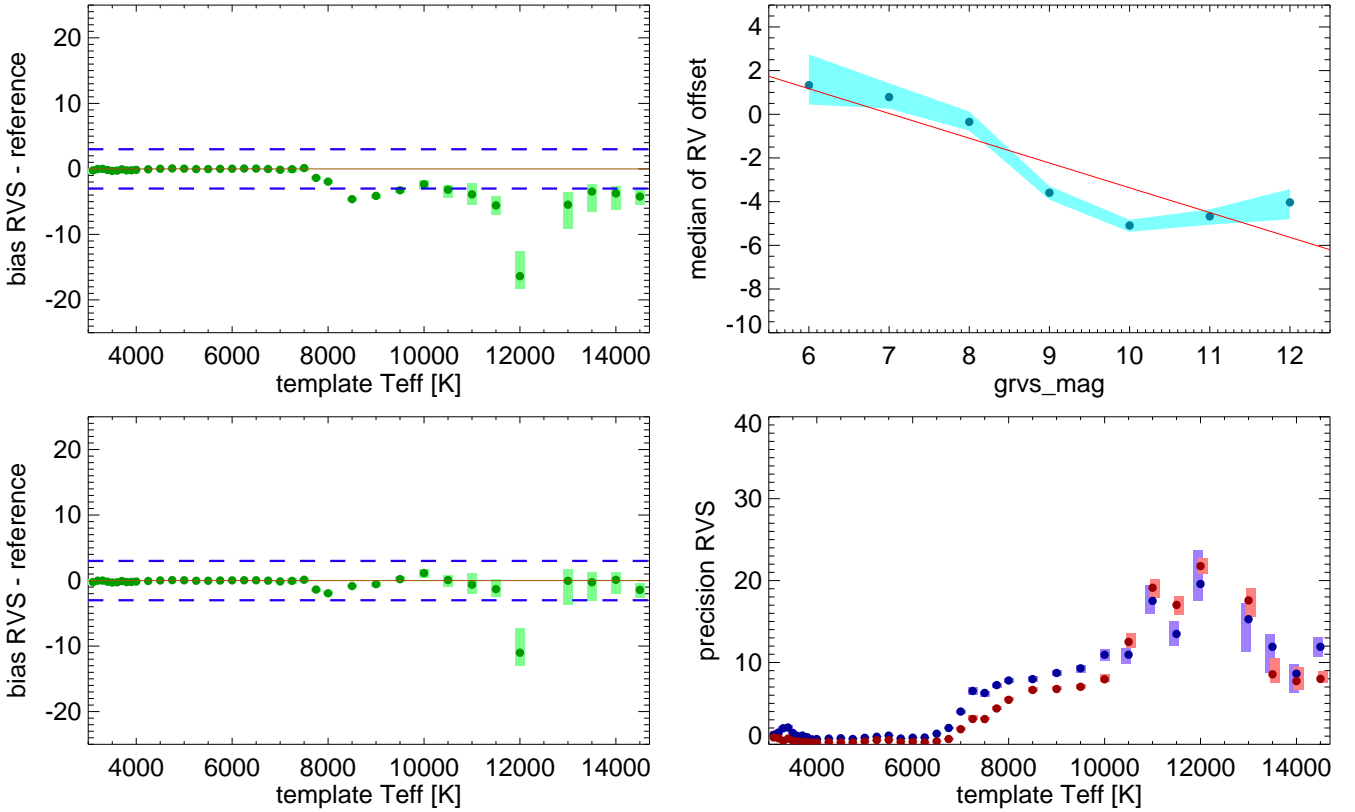 20
10
0
-10
-20
bias RVS - reference
4000 6000 8000 10000 12000 14000
template Teff [K]
4
2
0
-2
-4
-6
-8
-10
median of RV offset
6 7 8 9 10 11 12
grvs_mag
20
10
0
-10
-20
bias RVS - reference
4000 6000 8000 10000 12000 14000
template Teff [K]
40
30
20
10
0
precision RVS
4000 6000 8000 10000 12000 14000
template Teff [K]